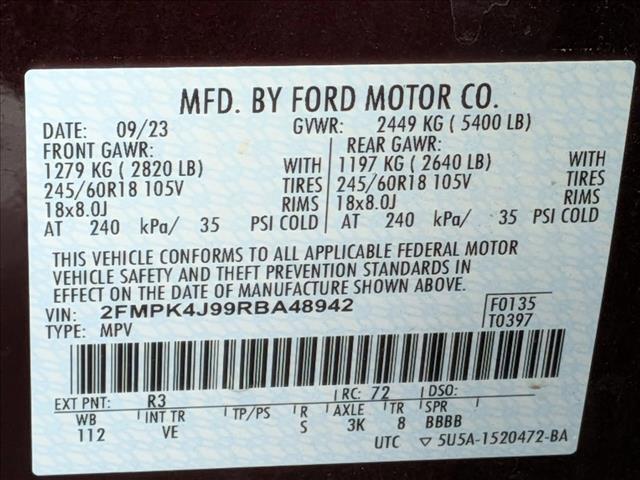 MFD. BY FORD MOTOR CO.
DATE: 09/23 GVWR: 2449 KG ( 5400 LB)
FRONT GAWR: REAR GAWR:
1279 KG ( 2820 LB) WITH 1197 KG ( 2640 LB) WITH
245/60R18 105V TIRES 245/60R18 105V TIRES
18x8.0J RIMS 18x8.0J RIMS
AT 240 kPa/ 35 PSI COLD AT 240 kPa/ 35 PSI COLD
THIS VEHICLE CONFORMS TO ALL APPLICABLE FEDERAL MOTOR
VEHICLE SAFETY AND THEFT PREVENTION STANDARDS IN
EFFECT ON THE DATE OF MANUFACTURE SHOWN ABOVE.
VIN: 2FMPK4J99RBA48942 F0135
TYPE: MPV T0397
EXT PNT: R3 RC: 72 DSO:
WB INT TR TP/PS R AXLE TR SPR
112 VE S 3K 8 BBBB
UTC ▽ 5U5A-1520472-BA